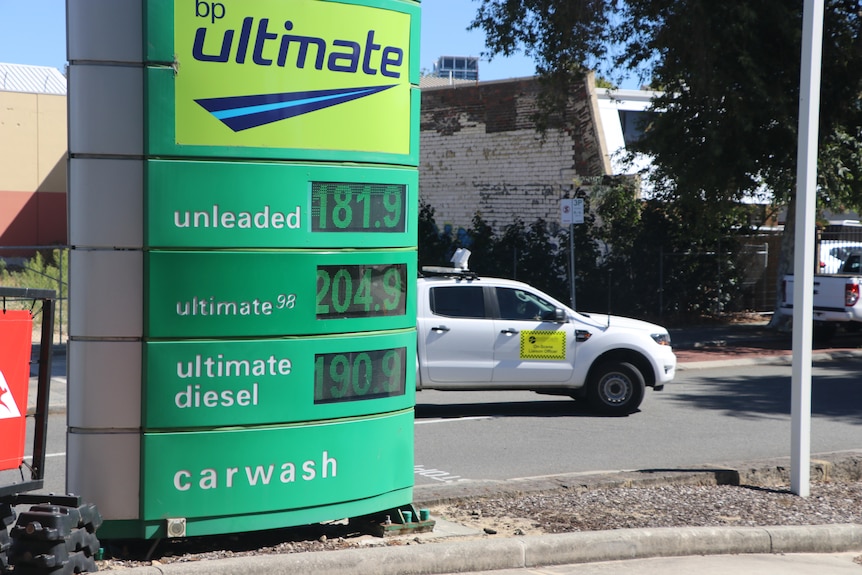 bp
ultimate
unleaded 181.9
ultimate 98 204.9
ultimate
diesel 190.9
carwash